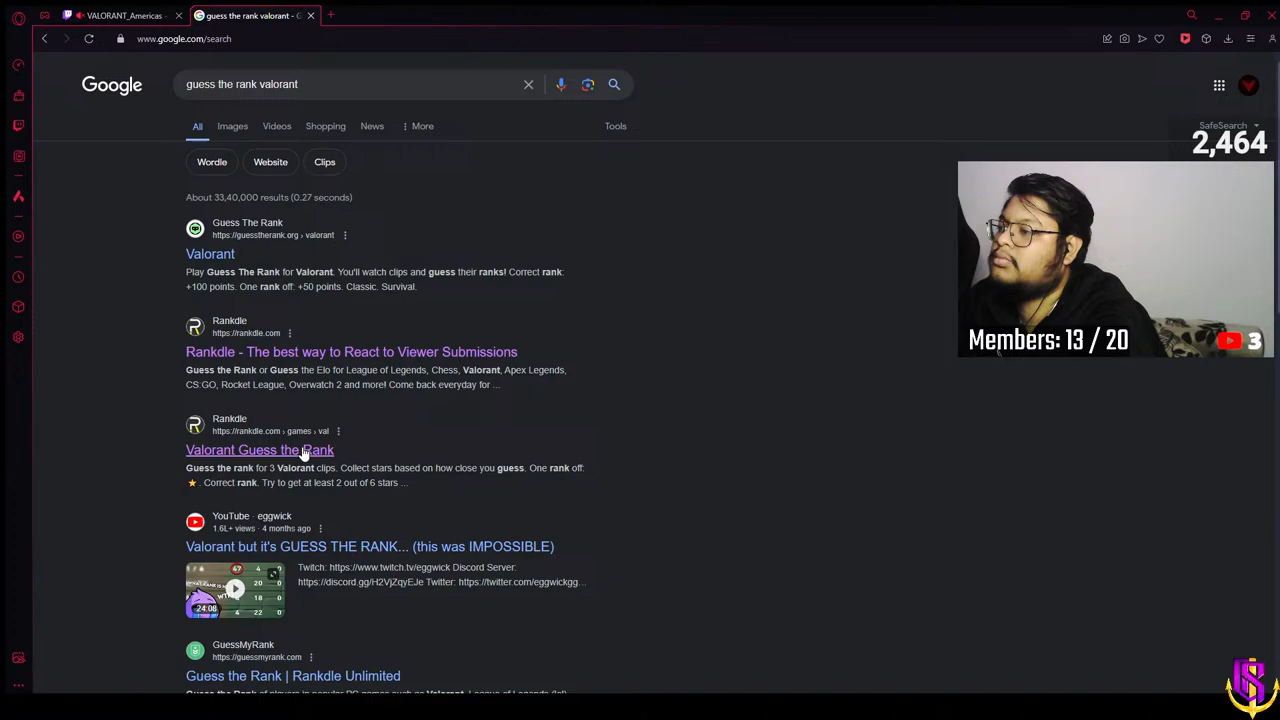 VALORANT_Americas -
guess the rank valorant - G
www.google.com/search
Google
guess the rank valorant
All
Images
Videos
Shopping
News
More
Tools
SafeSearch
2,464
Wordle
Website
Clips
About 33,40,000 results (0.27 seconds)
Guess The Rank
https://guesstherank.org › valorant
Valorant
Play Guess The Rank for Valorant. You'll watch clips and guess their ranks! Correct rank:
+100 points. One rank off: +50 points. Classic. Survival.
Rankdle
https://rankdle.com
Rankdle - The best way to React to Viewer Submissions
Guess the Rank or Guess the Elo for League of Legends, Chess, Valorant, Apex Legends,
CS:GO, Rocket League, Overwatch 2 and more! Come back everyday for ...
Members: 13 / 20
3
Rankdle
https://rankdle.com › games › val
Valorant Guess the Rank
Guess the rank for 3 Valorant clips. Collect stars based on how close you guess. One rank off:
⭐ . Correct rank. Try to get at least 2 out of 6 stars ...
YouTube · eggwick
1.6L+ views · 4 months ago
Valorant but it's GUESS THE RANK... (this was IMPOSSIBLE)
Twitch: https://www.twitch.tv/eggwick Discord Server:
https://discord.gg/H2VjZqyEJe Twitter: https://twitter.com/eggwickgg...
24:08
GuessMyRank
https://guessmyrank.com
Guess the Rank | Rankdle Unlimited